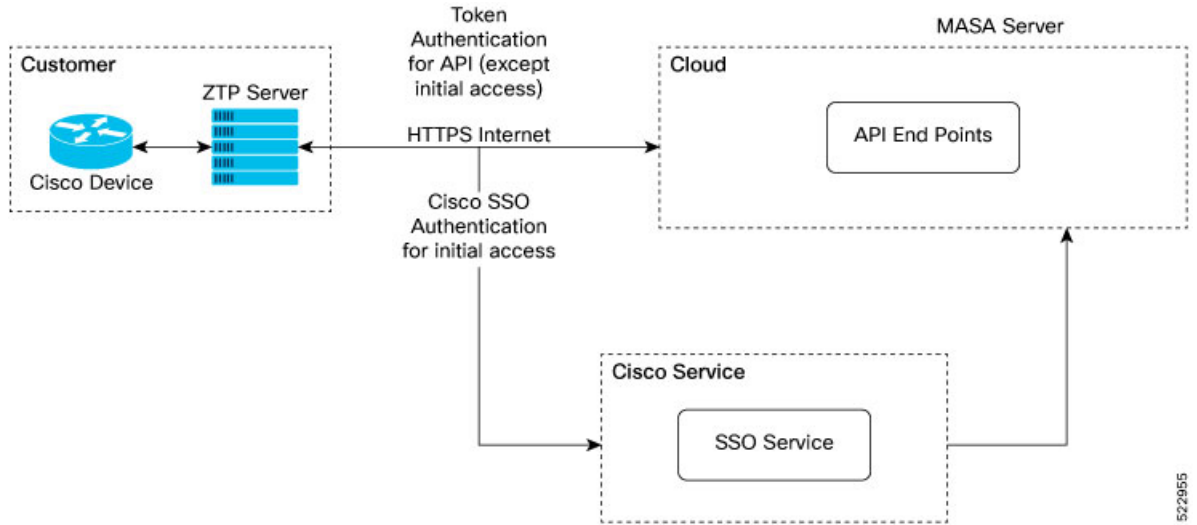 Token
Authentication
for API (except
initial access)
MASA Server
Customer
ZTP Server
Cloud
HTTPS Internet
API End Points
Cisco Device
Cisco SSO
Authentication
for initial access
Cisco Service
SSO Service
522955